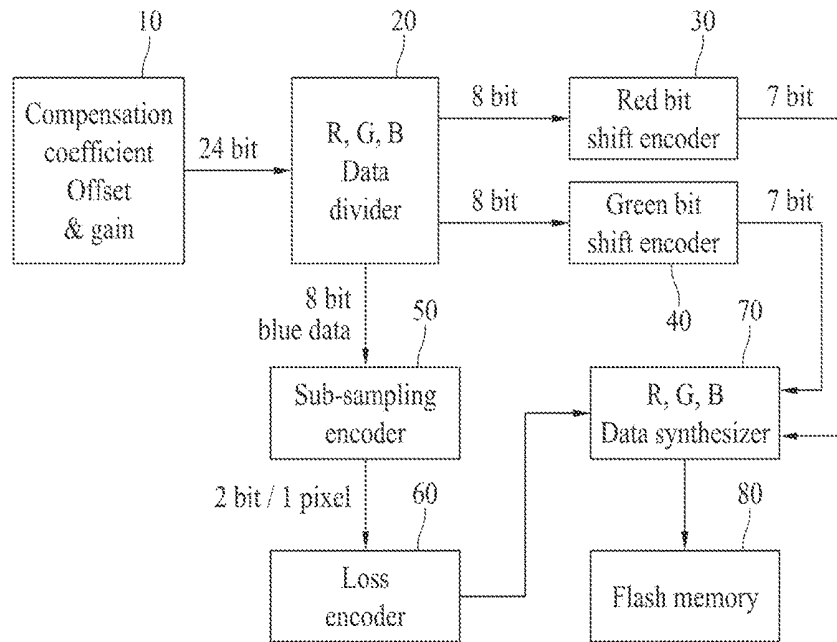 10
20
30
Compensation
coefficient
Offset
& gain
24 bit
R, G, B
Data
divider
8 bit
Red bit
shift encoder
7 bit
8 bit
Green bit
shift encoder
7 bit
40
8 bit
blue data
50
70
Sub-sampling
encoder
R, G, B
Data synthesizer
2 bit / 1 pixel
60
80
Loss
encoder
Flash memory